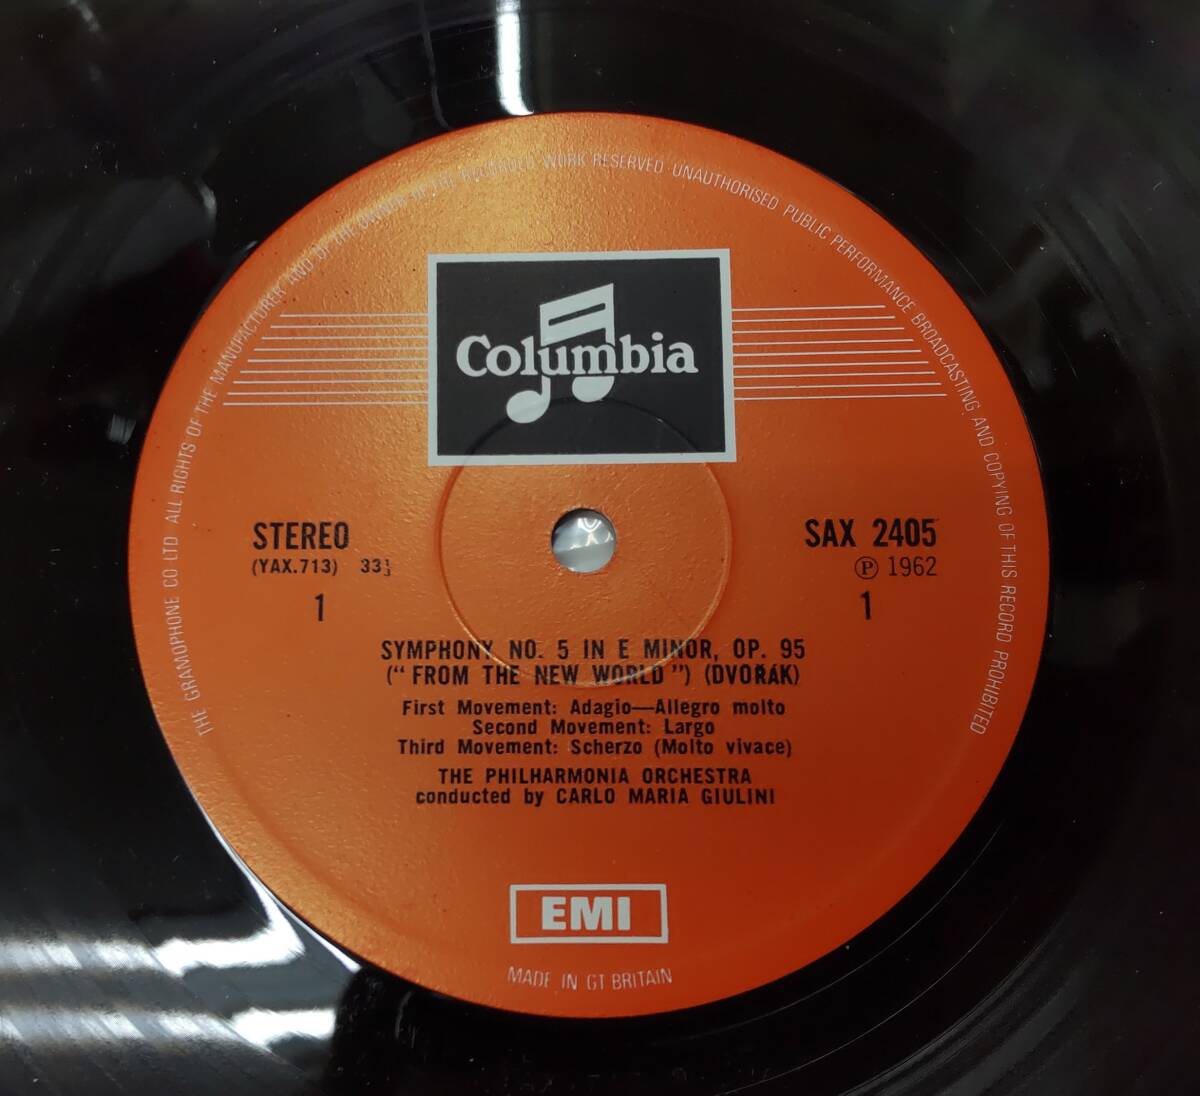 THE GRAMOPHONE CO LTD ALL RIGHTS OF THE MANUFACTURER AND OF THE OWNER OF THE RECORDED WORK RESERVED UNAUTHORISED PUBLIC PERFORMANCE BROADCASTING AND COPYING OF THIS RECORD PROHIBITED
Columbia
STEREO
(YAX.713) 33⅓
1
SAX 2405
Ⓟ 1962
1
SYMPHONY NO. 5 IN E MINOR, OP. 95
("FROM THE NEW WORLD") (DVOŘÁK)
First Movement: Adagio—Allegro molto
Second Movement: Largo
Third Movement: Scherzo (Molto vivace)
THE PHILHARMONIA ORCHESTRA
conducted by CARLO MARIA GIULINI
EMI
MADE IN GT BRITAIN